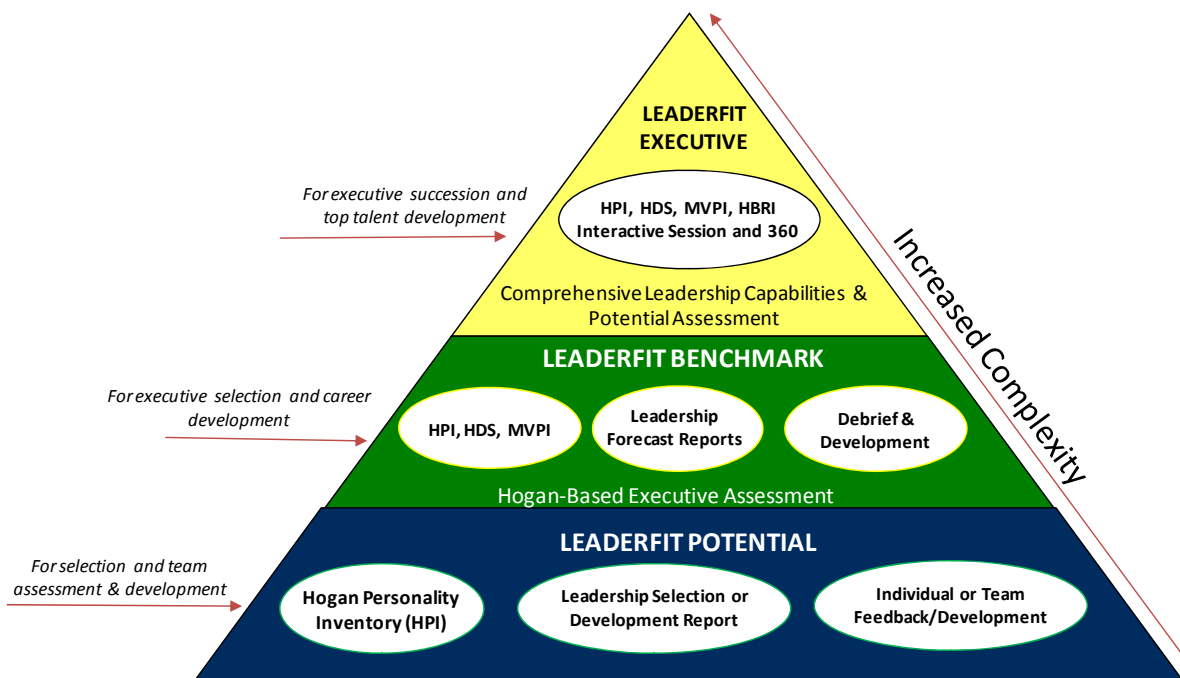 LEADERFIT
EXECUTIVE
For executive succession and
top talent development
HPI, HDS, MVPI, HBRI
Interactive Session and 360
Comprehensive Leadership Capabilities &
Potential Assessment
Increased Complexity
LEADERFIT BENCHMARK
For executive selection and career
development
HPI, HDS, MVPI
Leadership
Forecast Reports
Debrief &
Development
Hogan-Based Executive Assessment
LEADERFIT POTENTIAL
For selection and team
assessment & development
Hogan Personality
Inventory (HPI)
Leadership Selection or
Development Report
Individual or Team
Feedback/Development